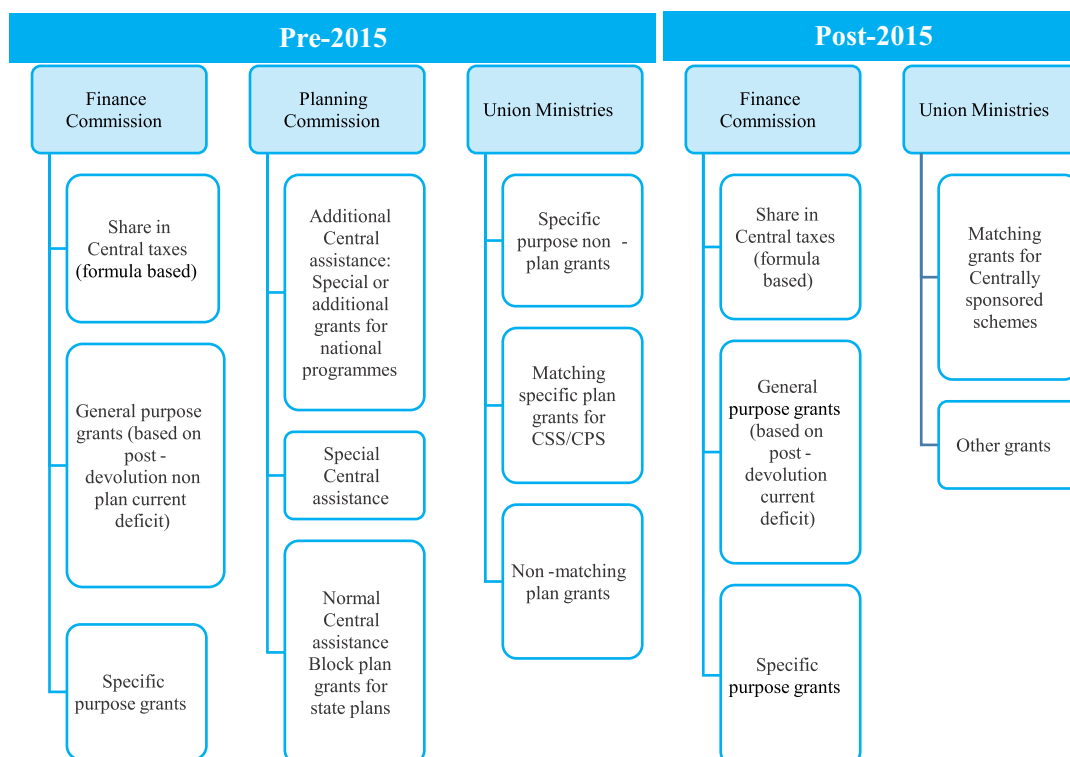 Pre-2015
Finance
Commission
Share in
Central taxes
(formula based)
General purpose
grants (based on
post -
devolution non
plan current
deficit)
Specific
purpose grants
Planning
Commission
Additional
Central
assistance:
Special or
additional
grants for
national
programmes
Special
Central
assistance
Normal
Central
assistance
Block plan
grants for
state plans
Union Ministries
Specific
purpose non -
plan grants
Matching
specific plan
grants for
CSS/CPS
Non -matching
plan grants
Post-2015
Finance
Commission
Share in
Central taxes
(formula
based)
General
purpose grants
(based on
post -
devolution
current
deficit)
Specific
purpose grants
Union Ministries
Matching
grants for
Centrally
sponsored
schemes
Other grants